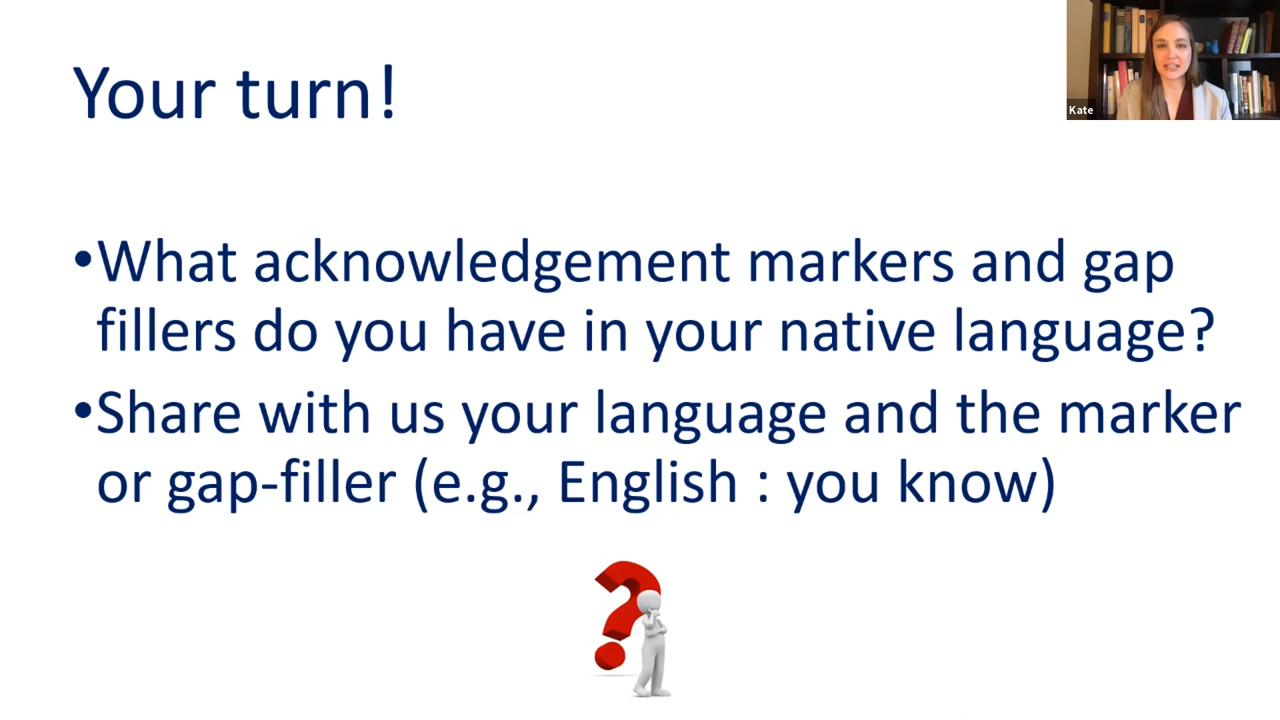 Your turn!
Kate
•What acknowledgement markers and gap
fillers do you have in your native language?
•Share with us your language and the marker
or gap-filler (e.g., English : you know)